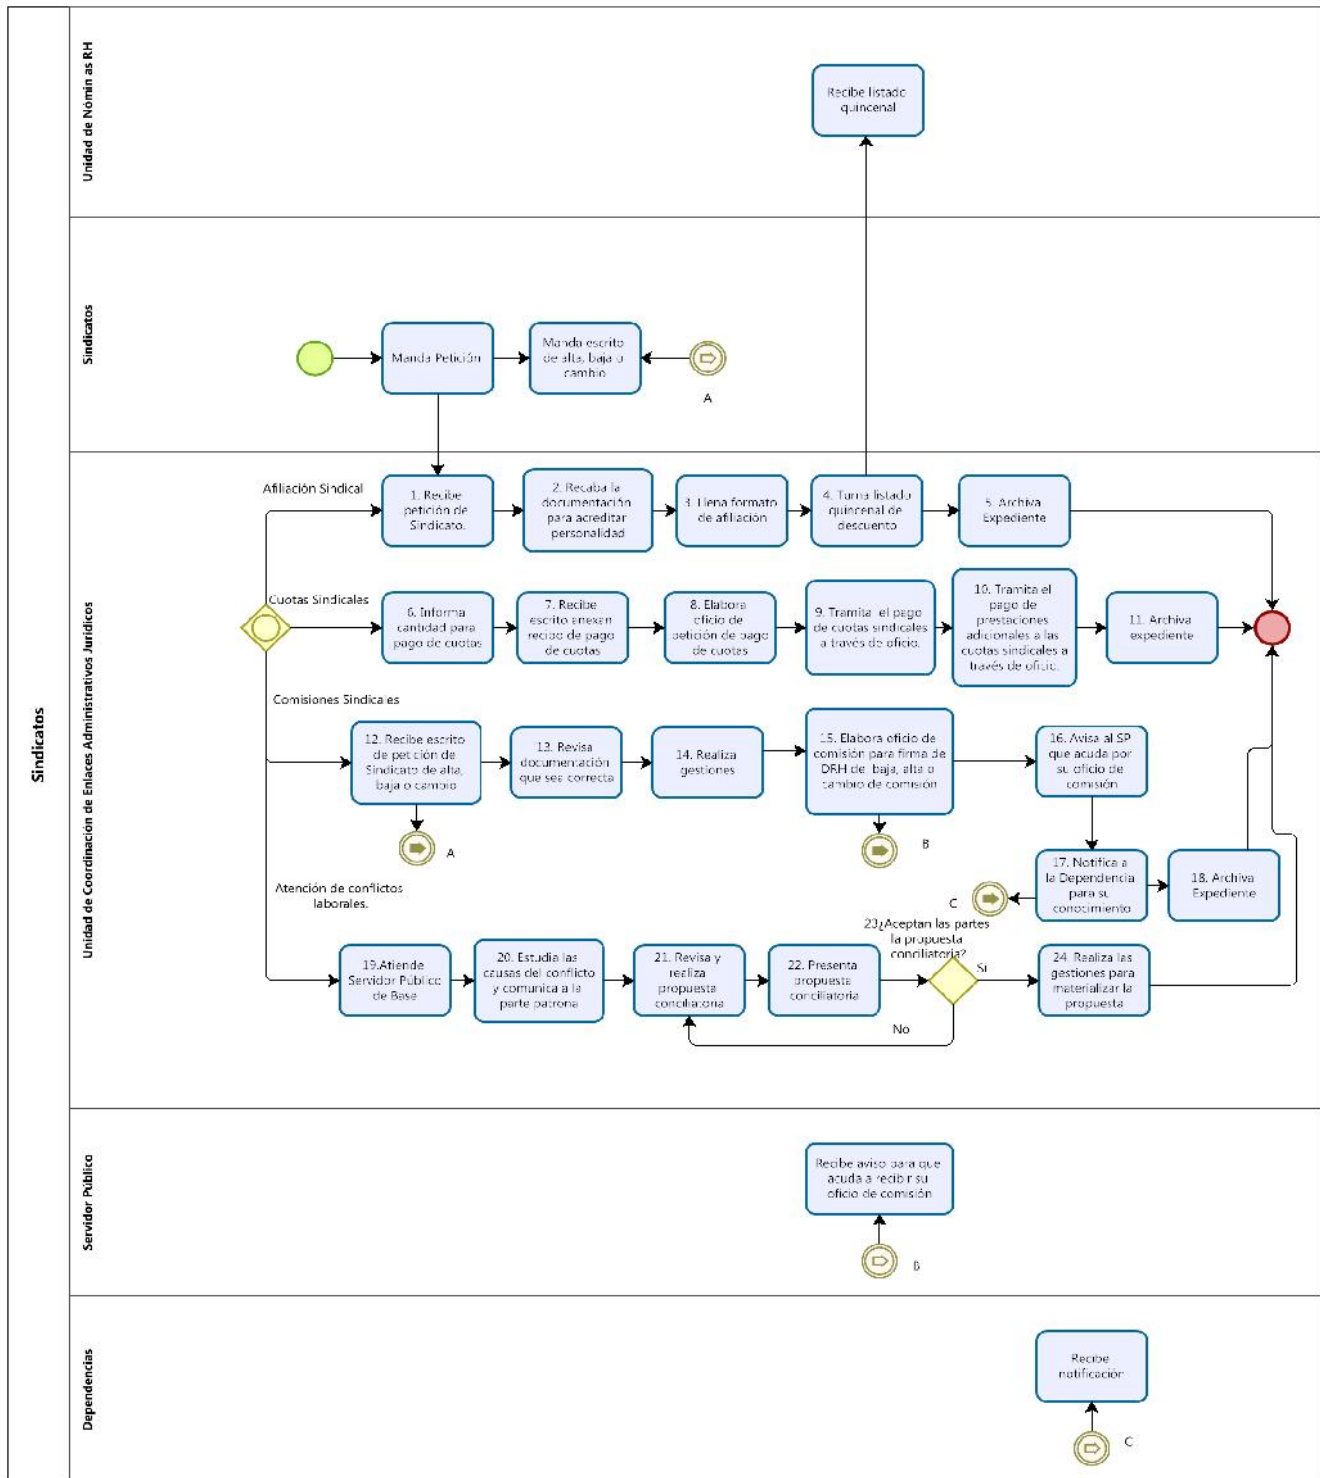 Sindicatos
Unidad de Nómin as RH
Recibe listado
quincenal
Sindicatos
Manda Petición
Manda escrito
de alta, baja o
cambio
A
Unidad de Coordinación de Enlaces Administrativos Jurídicos
Afiliación Sindical
1. Recibe
petición de
Sindicato.
2. Recaba la
documentación
para acreditar
personalidad
3. Llena formato
de afiliación
4. Turna listado
quincenal de
descuento
5. Archiva
Expediente
Cuotas Sindicales
6. Informa
cantidad para
pago de cuotas
7. Recibe
escrito anexan
recibo de pago
de cuotas
8. Elabora
oficio de
petición de pago
de cuotas
9. Tramita el pago
de cuotas sindicales
a través de oficio.
10. Tramita el
pago de
prestaciones
adicionales a las
cuotas sindicales a
través de oficio.
11. Archiva
expediente
Comisiones Sindicales
12. Recibe escrito
de petición de
Sindicato de alta,
baja o cambio
13. Revisa
documentación
que sea correcta
14. Realiza
gestiones
15. Elabora oficio de
comisión para firma de
DRH de baja, alta o
cambio de comisión
16. Avisa al SP
que acuda por
su oficio de
comisión
A
B
17. Notifica a
la Dependencia
para su
conocimiento
18. Archiva
Expediente
C
Atención de conflictos
laborales.
19.Atiende
Servidor Público
de Base
20. Estudia las
causas del conflicto
y comunica a la
parte patrona
21. Revisa y
realiza
propuesta
conciliatoria
22. Presenta
propuesta
conciliatoria
23¿Aceptan las partes
la propuesta
conciliatoria?
Si
24. Realiza las
gestiones para
materializar la
propuesta
No
Servidor Público
Recibe aviso para que
acuda a recibir su
oficio de comisión
B
Dependencias
Recibe
notificación
C